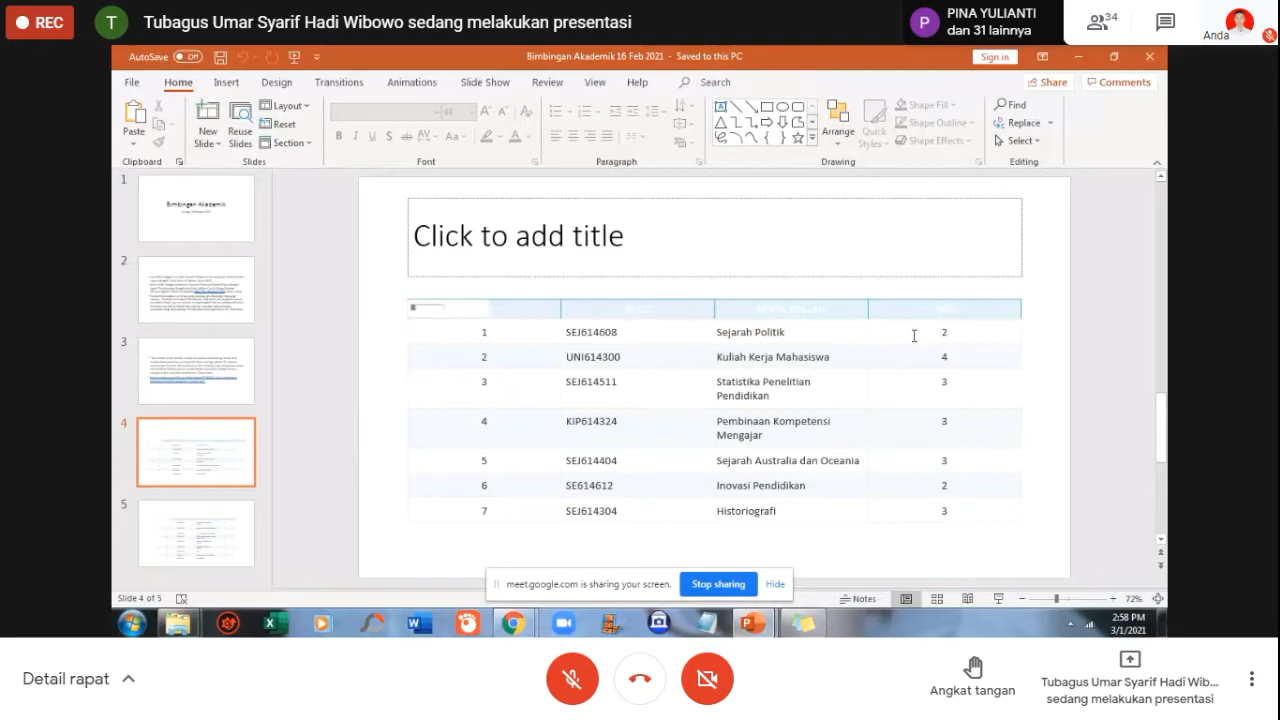 REC
T
Tubagus Umar Syarif Hadi Wibowo sedang melakukan presentasi
P
PINA YULIANTI
dan 31 lainnya
34
Anda
AutoSave Off
Bimbingan Akademik 16 Feb 2021 - Saved to this PC
Sign in
File Home Insert Design Transitions Animations Slide Show Review View Help Search
Share Comments
Paste
New
Slide
Reuse
Slides
Layout
Reset
Section
Arrange
Quick
Styles
Shape Fill
Shape Outline
Shape Effects
Find
Replace
Select
Clipboard Slides Font Paragraph Drawing Editing
1
Bimbingan Akademik
2
3
4
5
Click to add title
1 SEJ614608 Sejarah Politik 2
2 UNI614300 Kuliah Kerja Mahasiswa 4
3 SEJ614511 Statistika Penelitian 3
Pendidikan
4 KIP614324 Pembinaan Kompetensi 3
Mengajar
5 SEJ614404 Sejarah Australia dan Oceania 3
6 SE614612 Inovasi Pendidikan 2
7 SEJ614304 Historiografi 3
meet.google.com is sharing your screen. Stop sharing Hide
Slide 4 of 5
Notes
72%
2:58 PM
3/1/2021
Detail rapat
Angkat tangan
Tubagus Umar Syarif Hadi Wib...
sedang melakukan presentasi